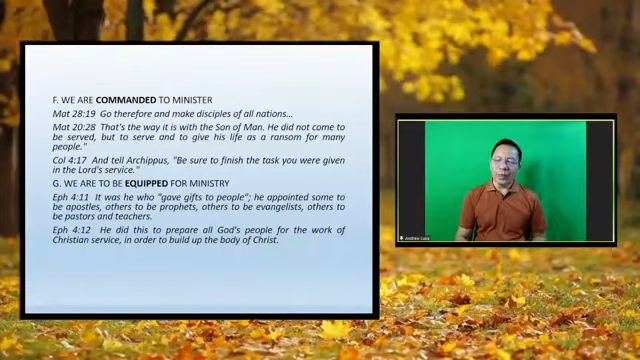 F. WE ARE COMMANDED TO MINISTER
Mat 28:19 Go therefore and make disciples of all nations…
Mat 20:28 That's the way it is with the Son of Man. He did not come to
be served, but to serve and to give his life as a ransom for many
people."
Col 4:17 And tell Archippus, "Be sure to finish the task you were given
in the Lord's service."
G. WE ARE TO BE EQUIPPED FOR MINISTRY
Eph 4:11 It was he who "gave gifts to people"; he appointed some to
be apostles, others to be prophets, others to be evangelists, others to
be pastors and teachers.
Eph 4:12 He did this to prepare all God's people for the work of
Christian service, in order to build up the body of Christ.